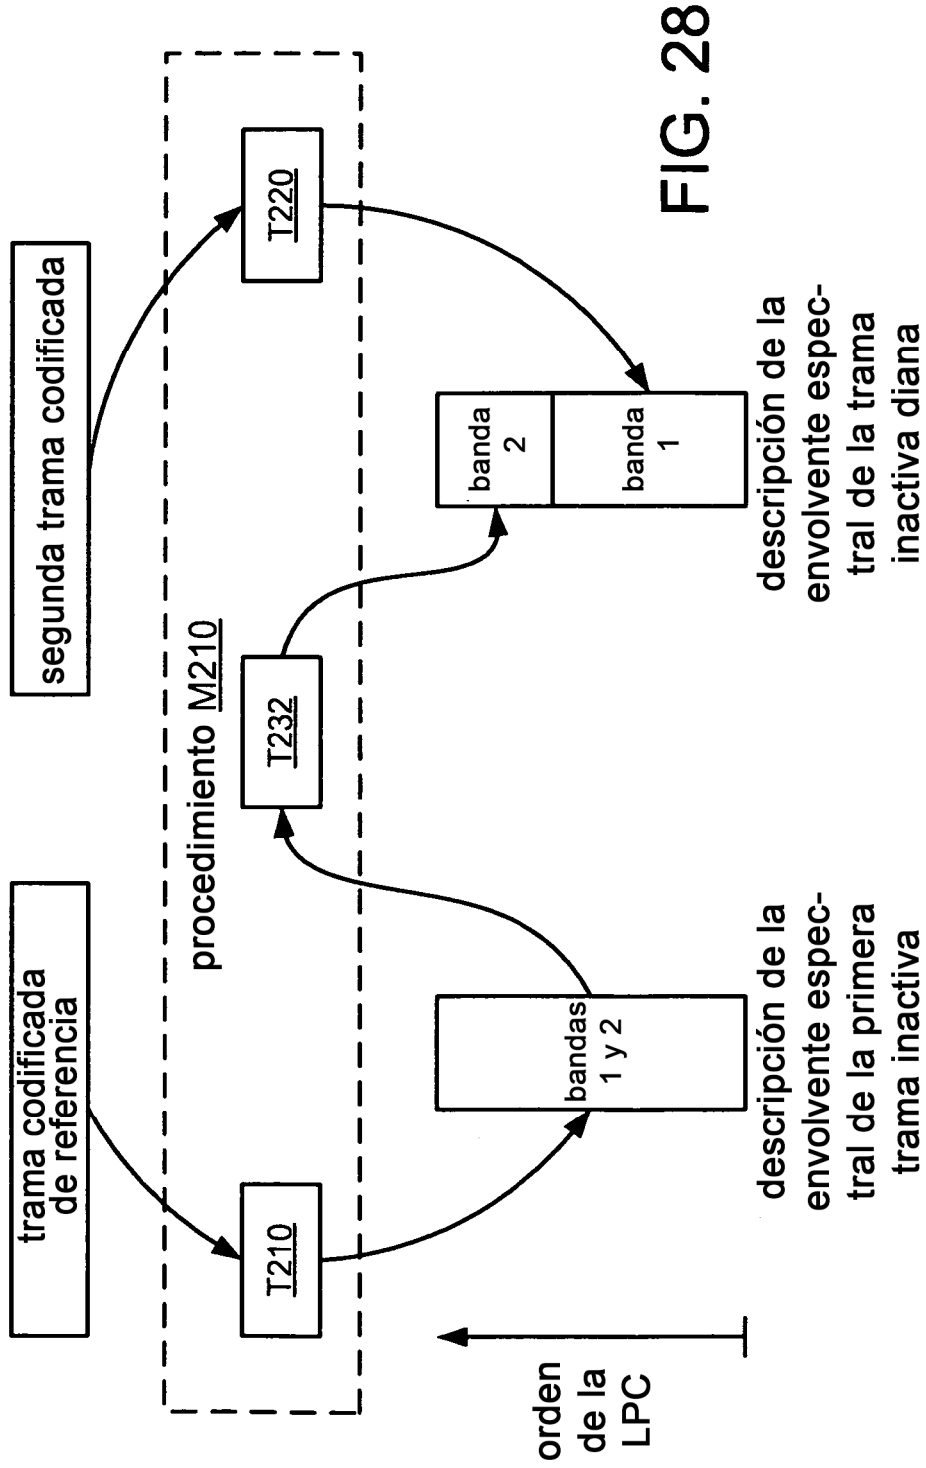 trama codificada
de referencia
segunda trama codificada
procedimiento M210
T210
T232
T220
orden
de la
LPC
bandas
1 y 2
banda
2
banda
1
descripción de la
envolvente espec-
tral de la primera
trama inactiva
descripción de la
envolvente espec-
tral de la trama
inactiva diana
FIG. 28